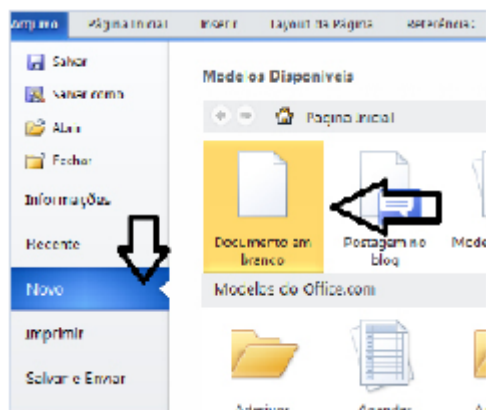 Arquivo Página Inicial Inserir Layout da Página Referências
Salvar
Salvar como
Abrir
Fechar
Informações
Recente
Novo
Imprimir
Salvar e Enviar
Modelos Disponíveis
Página Inicial
Documento em
branco
Postagem no
blog
Modelos do Office.com